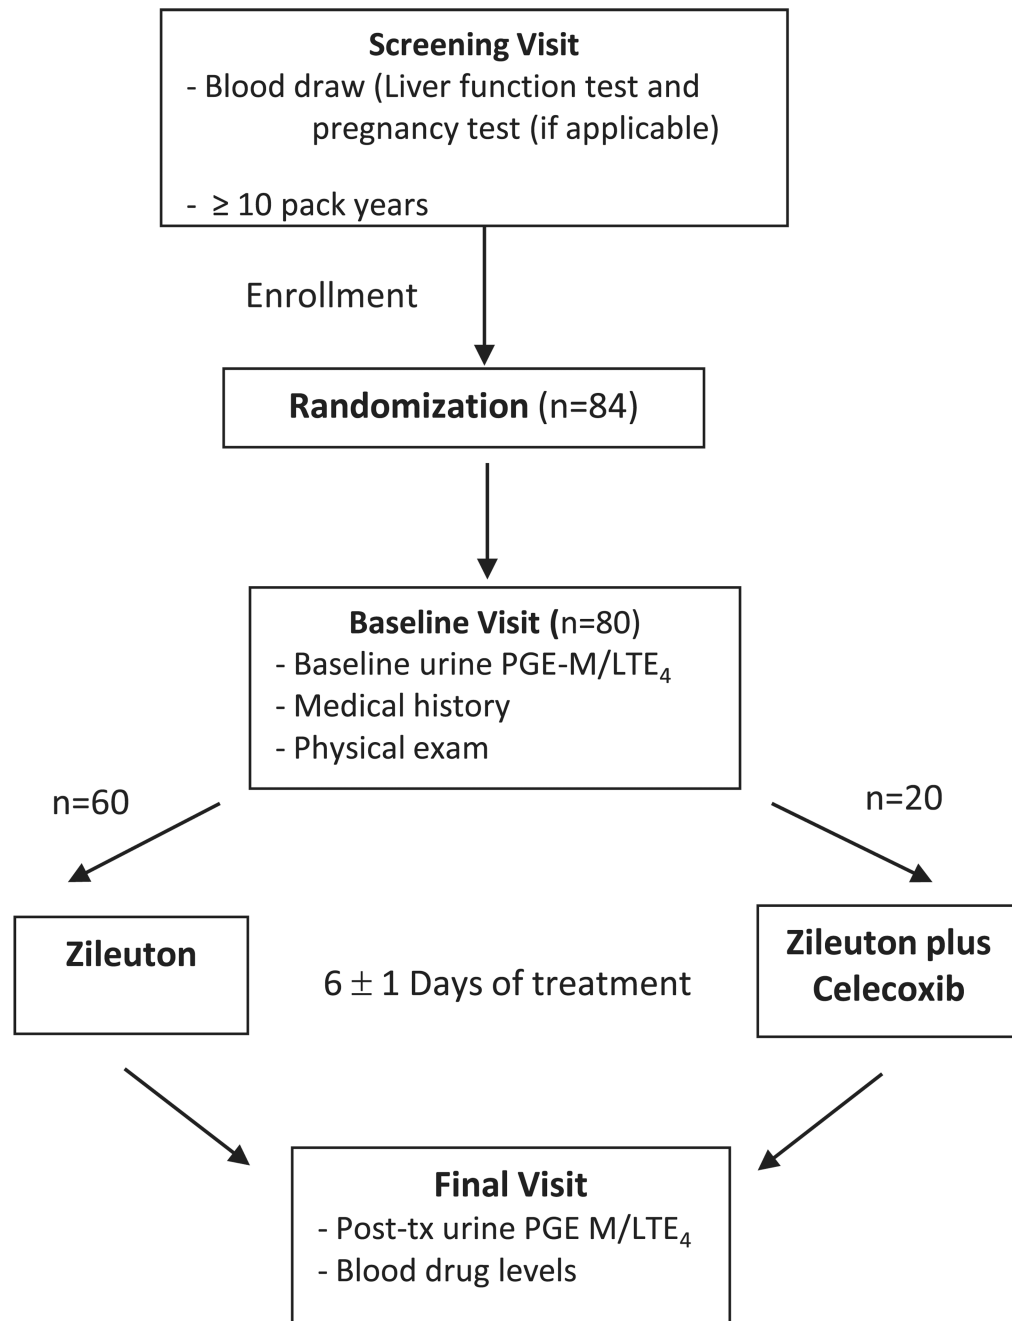 Screening Visit
- Blood draw (Liver function test and
pregnancy test (if applicable)
- ≥ 10 pack years
Enrollment
Randomization (n=84)
Baseline Visit (n=80)
- Baseline urine PGE-M/LTE₄
- Medical history
- Physical exam
n=60
n=20
Zileuton
6 ± 1 Days of treatment
Zileuton plus
Celecoxib
Final Visit
- Post-tx urine PGE M/LTE₄
- Blood drug levels